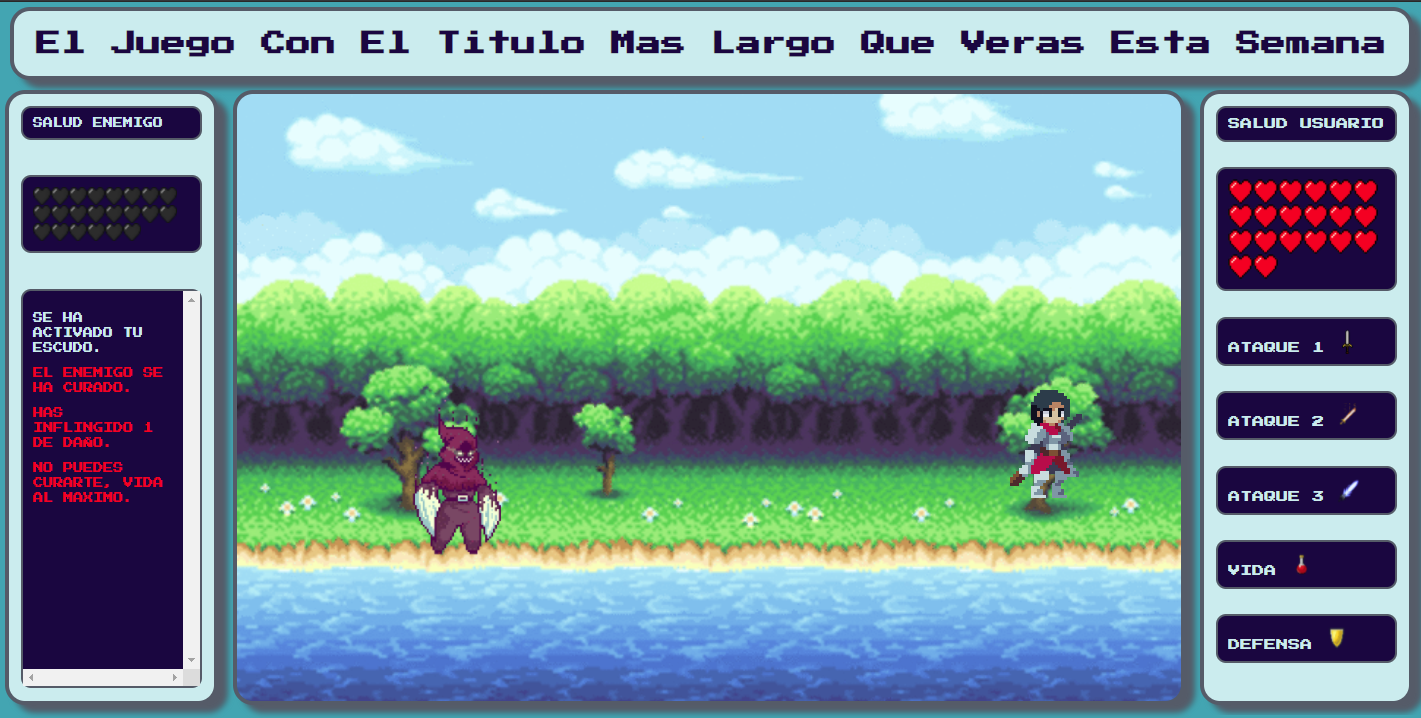 El Juego Con El Titulo Mas Largo Que Veras Esta Semana
SALUD ENEMIGO
SE HA
ACTIVADO TU
ESCUDO.
EL ENEMIGO SE
HA CURADO.
HAS
INFLINGIDO 1
DE DAÑO.
NO PUEDES
CURARTE, VIDA
AL MAXIMO.
SALUD USUARIO
ATAQUE 1
ATAQUE 2
ATAQUE 3
VIDA
DEFENSA